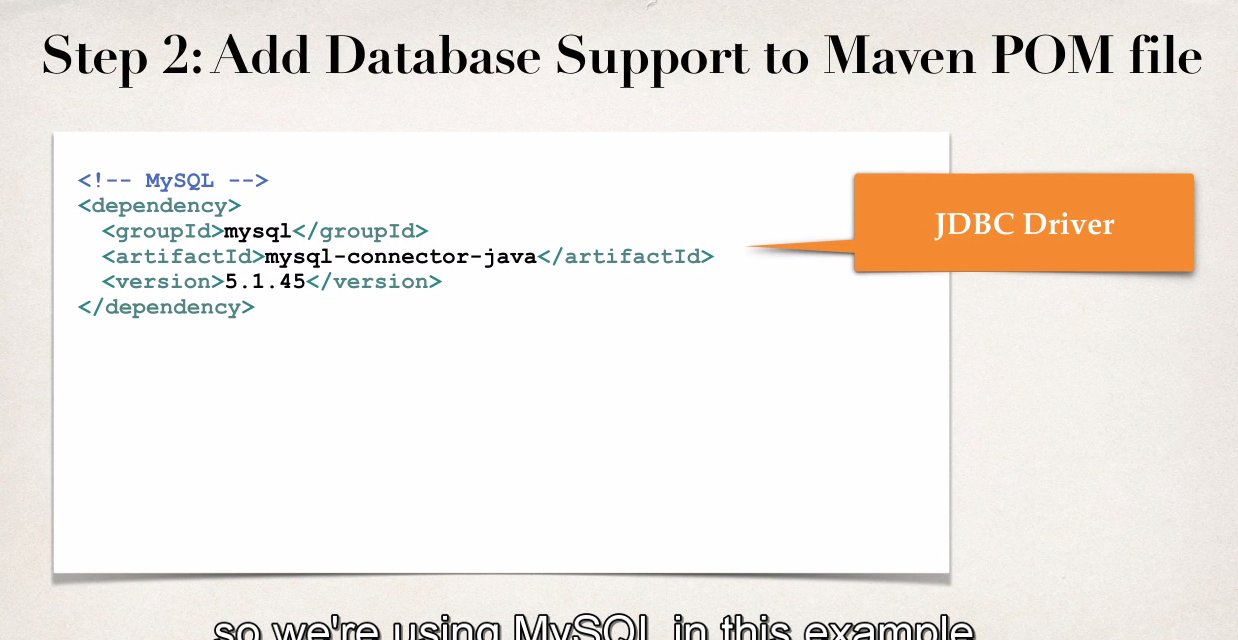 Step 2: Add Database Support to Maven POM file
<!-- MySQL -->
<dependency>
<groupId>mysql</groupId>
<artifactId>mysql-connector-java</artifactId>
<version>5.1.45</version>
</dependency>
JDBC Driver
so we're using MySQL in this example